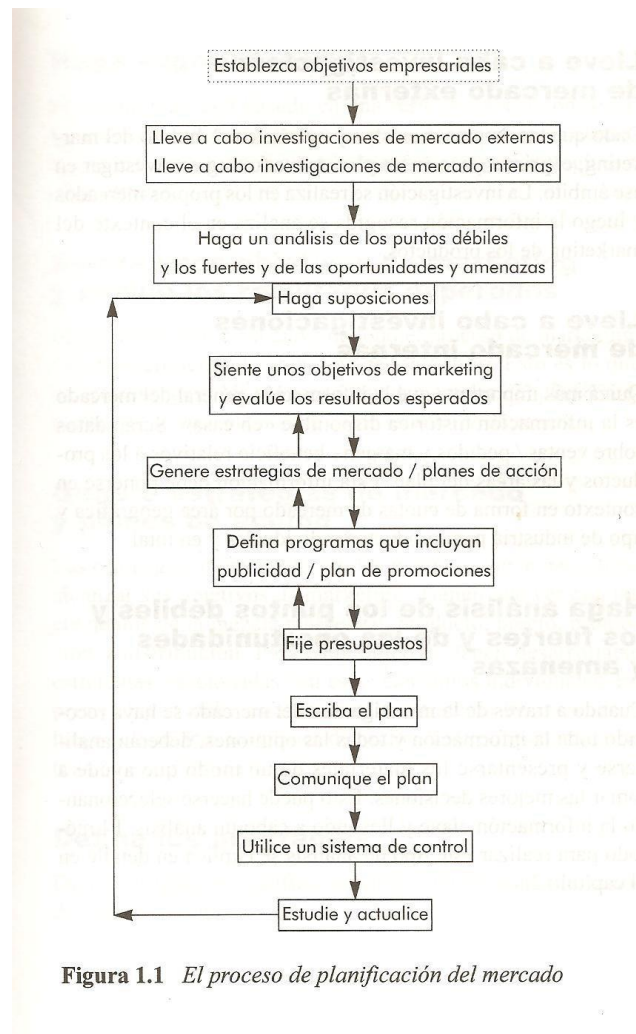 Establezca objetivos empresariales
Lleve a cabo investigaciones de mercado externas
Lleve a cabo investigaciones de mercado internas
Haga un análisis de los puntos débiles
y los fuertes y de las oportunidades y amenazas
Haga suposiciones
Siente unos objetivos de marketing
y evalúe los resultados esperados
Genere estrategias de mercado / planes de acción
Defina programas que incluyan
publicidad / plan de promociones
Fije presupuestos
Escriba el plan
Comunique el plan
Utilice un sistema de control
Estudie y actualice
Figura 1.1 El proceso de planificación del mercado